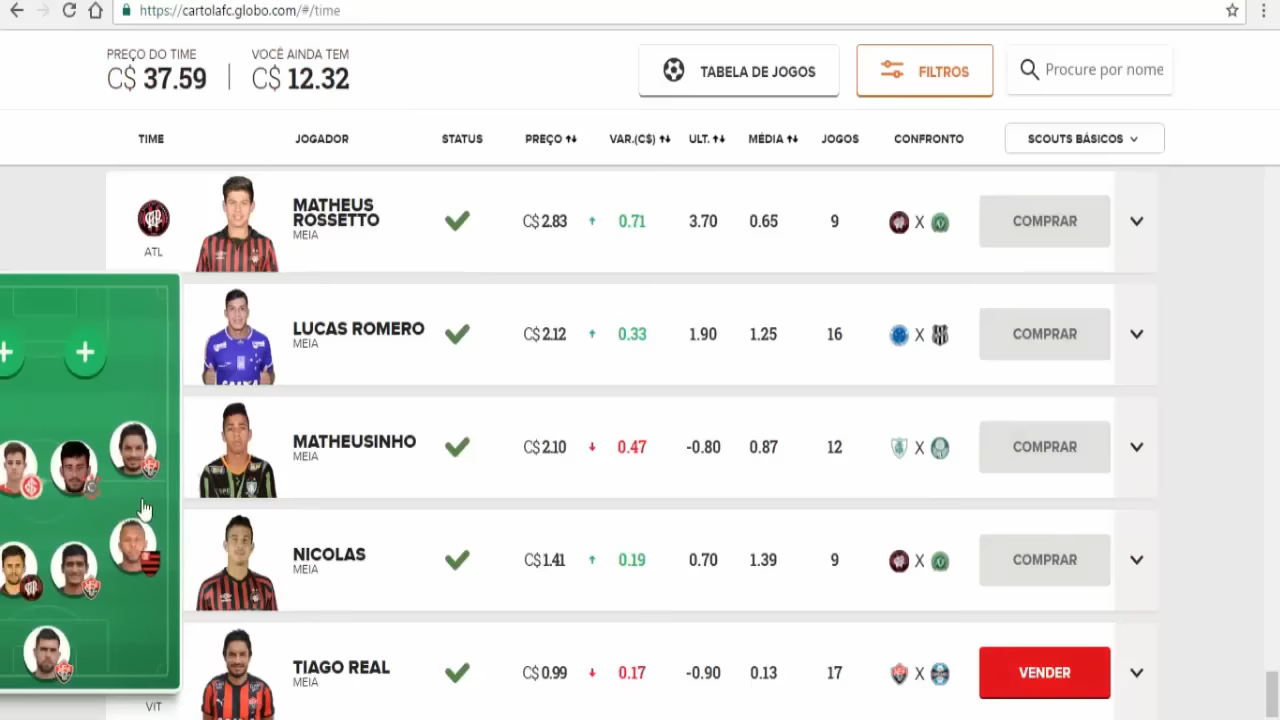 https://cartolafc.globo.com/#/time
PREÇO DO TIME
C$ 37.59
VOCÊ AINDA TEM
C$ 12.32
TABELA DE JOGOS
FILTROS
Procure por nome
TIME JOGADOR STATUS PREÇO VAR.(C$) ULT. MÉDIA JOGOS CONFRONTO SCOUTS BÁSICOS
ATL
MATHEUS
ROSSETTO
MEIA
C$ 2.83 0.71 3.70 0.65 9 X COMPRAR
LUCAS ROMERO
MEIA
C$ 2.12 0.33 1.90 1.25 16 X COMPRAR
MATHEUSINHO
MEIA
C$ 2.10 0.47 -0.80 0.87 12 X COMPRAR
NICOLAS
MEIA
C$ 1.41 0.19 0.70 1.39 9 X COMPRAR
TIAGO REAL
MEIA
C$ 0.99 0.17 -0.90 0.13 17 X VENDER
VIT